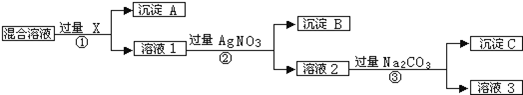 混合溶液 过量 X ① 沉淀 A
溶液 1 过量 AgNO₃ ② 沉淀 B
溶液 2 过量 Na₂CO₃ ③ 沉淀 C
溶液 3